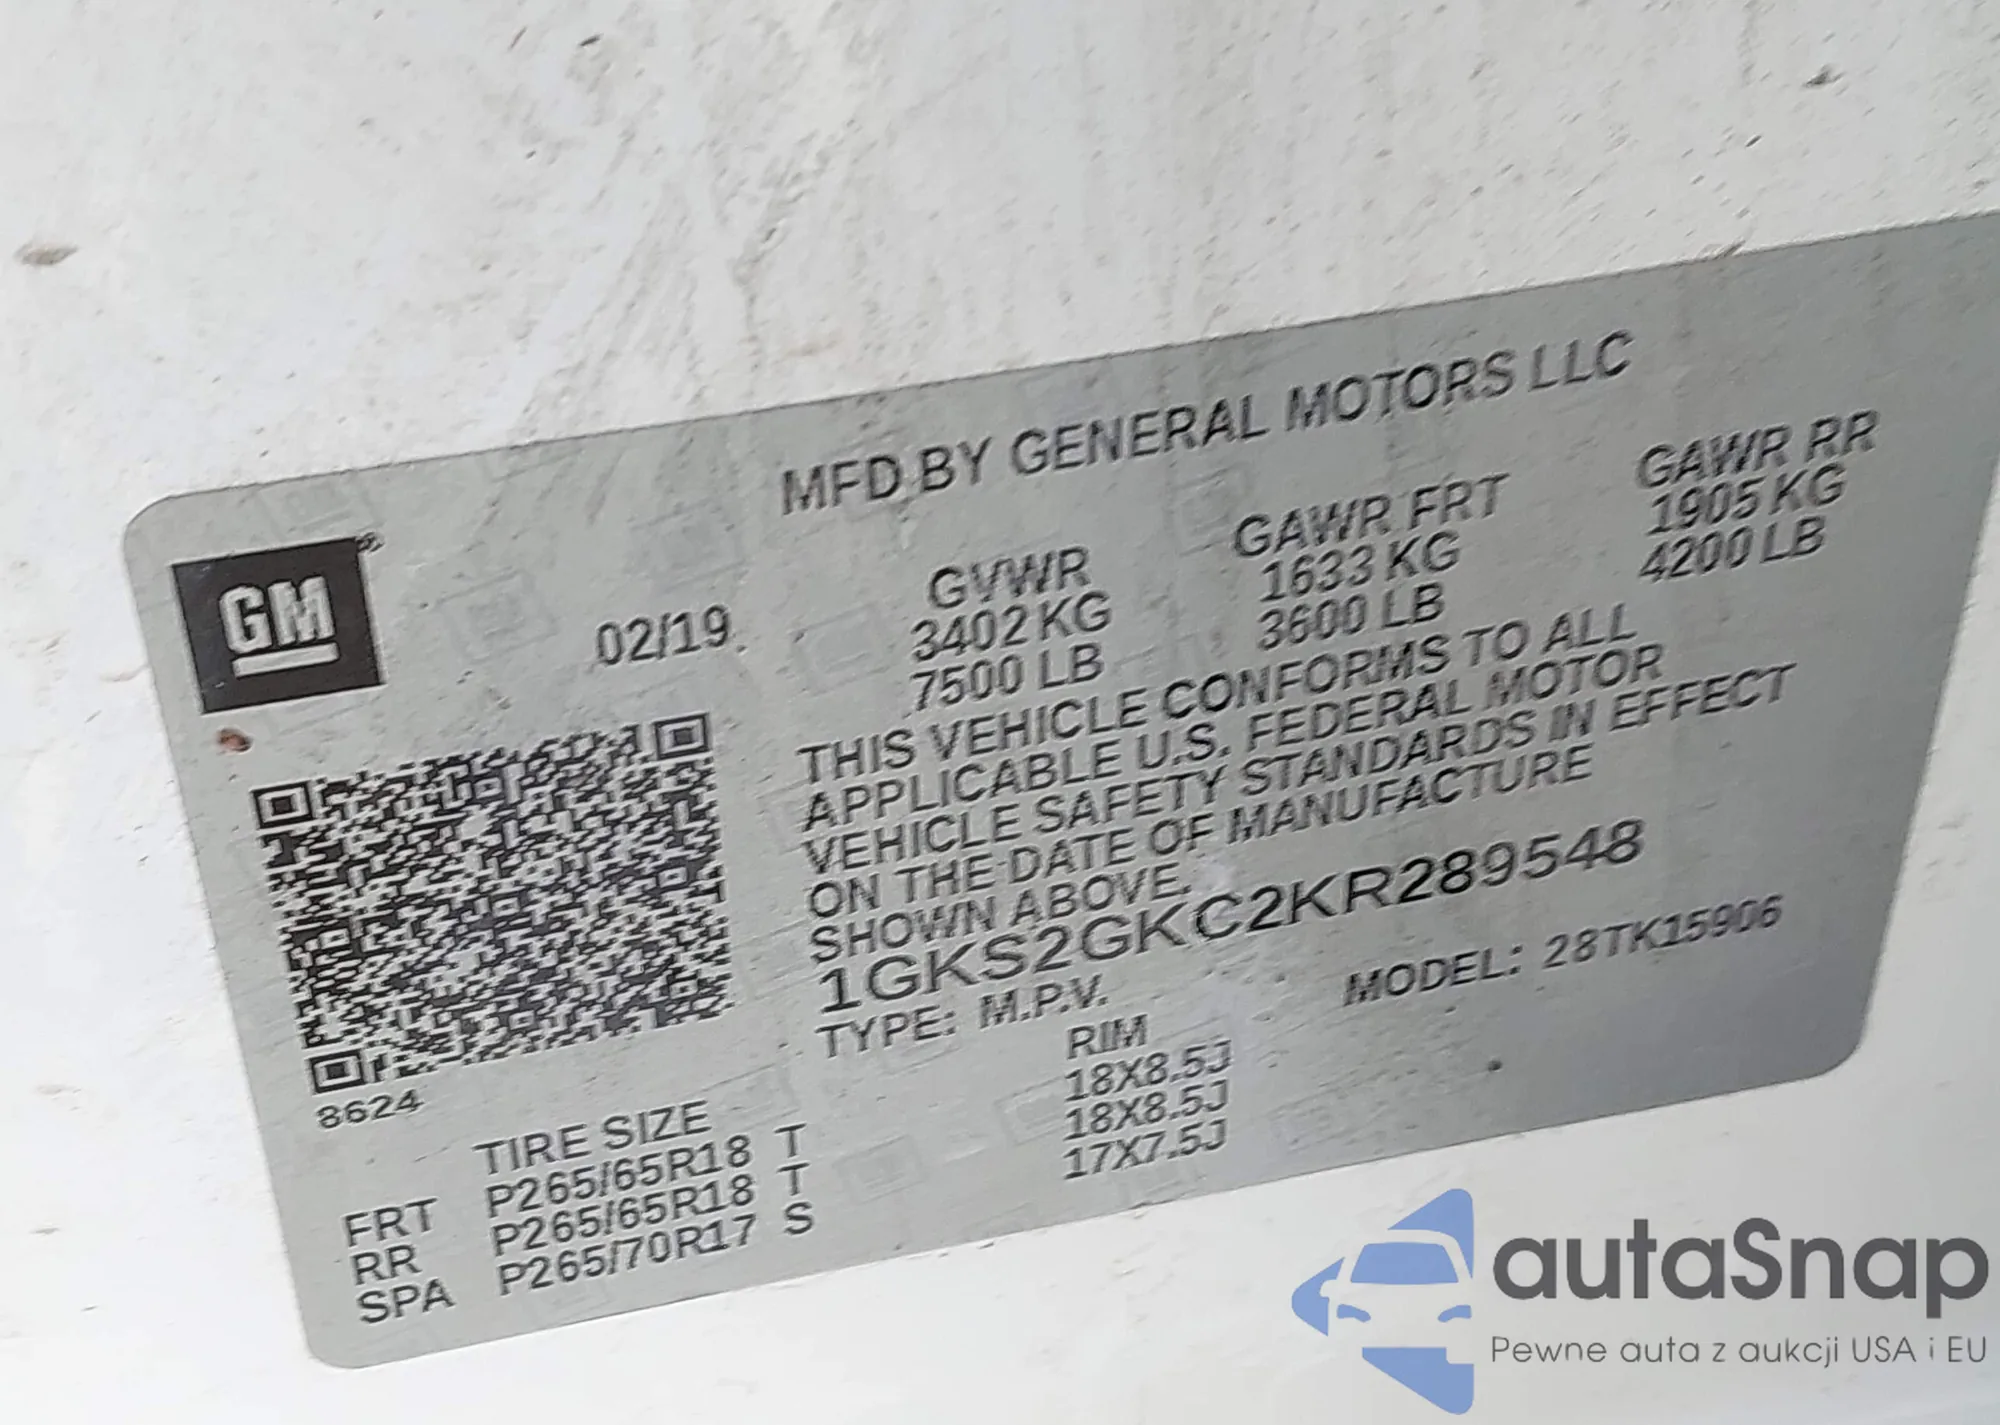 MFD BY GENERAL MOTORS LLC
GM®
02/19
GVWR GAWR FRT GAWR RR
3402 KG 1633 KG 1905 KG
7500 LB 3600 LB 4200 LB
THIS VEHICLE CONFORMS TO ALL
APPLICABLE U.S. FEDERAL MOTOR
VEHICLE SAFETY STANDARDS IN EFFECT
ON THE DATE OF MANUFACTURE
SHOWN ABOVE.
1GKS2GKC2KR289548
TYPE: M.P.V. MODEL: 28TK15906
8624
TIRE SIZE RIM
FRT P265/65R18 T 18X8.5J
RR P265/65R18 T 18X8.5J
SPA P265/70R17 S 17X7.5J
autaSnap
Pewne auta z aukcji USA i EU